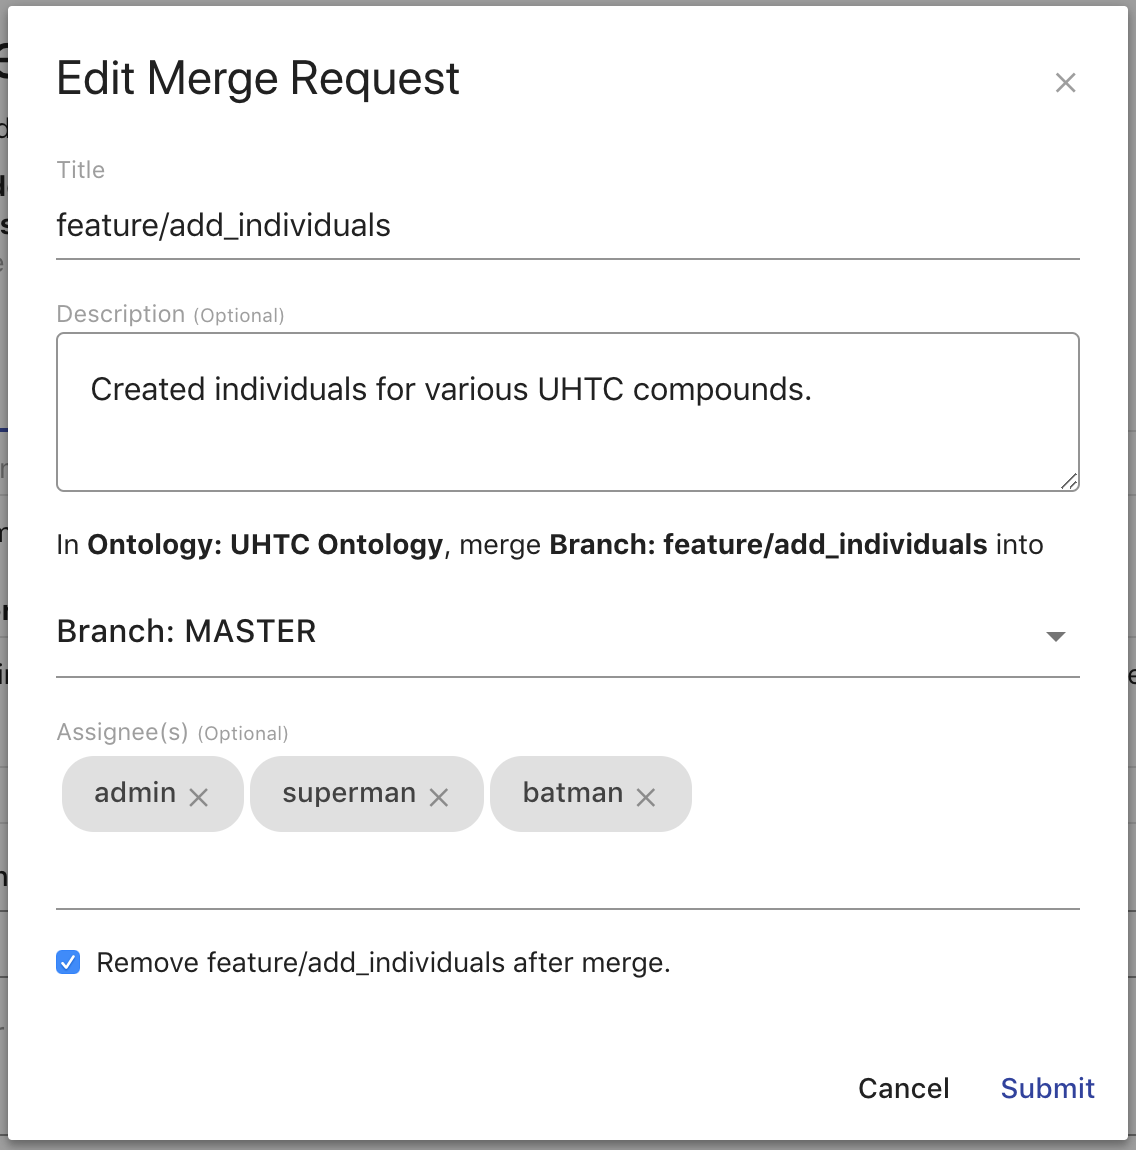 Edit Merge Request
Title
feature/add_individuals
Description (Optional)
Created individuals for various UHTC compounds.
In Ontology: UHTC Ontology, merge Branch: feature/add_individuals into
Branch: MASTER
Assignee(s) (Optional)
admin superman batman
Remove feature/add_individuals after merge.
Cancel Submit